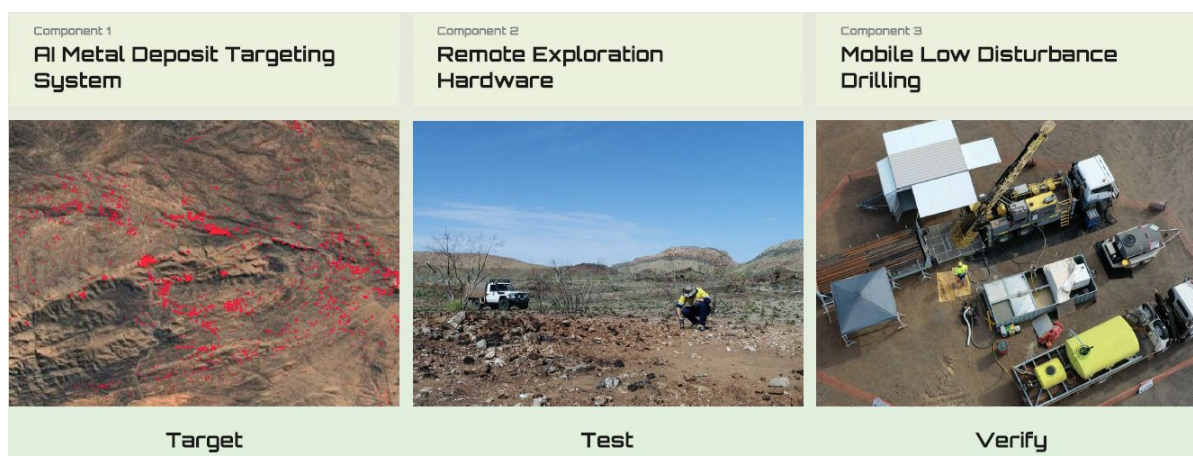 Component 1
AI Metal Deposit Targeting
System
Component 2
Remote Exploration
Hardware
Component 3
Mobile Low Disturbance
Drilling
Target
Test
Verify